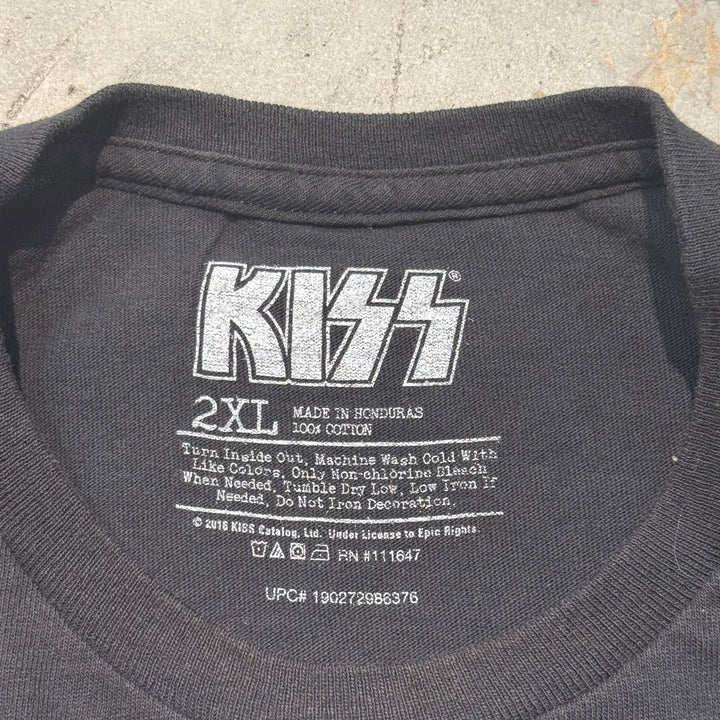 KISS®
2XL MADE IN HONDURAS
100% COTTON
Turn Inside Out, Machine Wash Cold With
Like Colors, Only Non-chlorine Bleach
When Needed, Tumble Dry Low, Low Iron If
Needed, Do Not Iron Decoration.
© 2016 KISS Catalog, Ltd. Under License to Epic Rights.
RN #111647
UPC# 190272986376